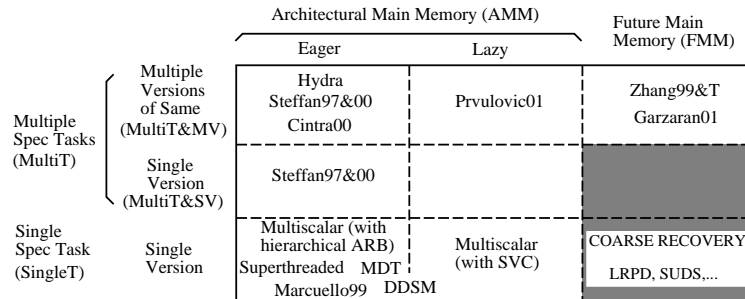 Architectural Main Memory (AMM)
Future Main
Memory (FMM)
Eager
Lazy
Multiple
Spec Tasks
(MultiT)
Multiple
Versions
of Same
(MultiT&MV)
Hydra
Steffan97&00
Cintra00
Prvulovic01
Zhang99&T
Garzaran01
Single
Version
(MultiT&SV)
Steffan97&00
Single
Spec Task
(SingleT)
Single
Version
Multiscalar (with
hierarchical ARB)
Superthreaded MDT
Marcuello99 DDSM
Multiscalar
(with SVC)
COARSE RECOVERY
LRPD, SUDS,...